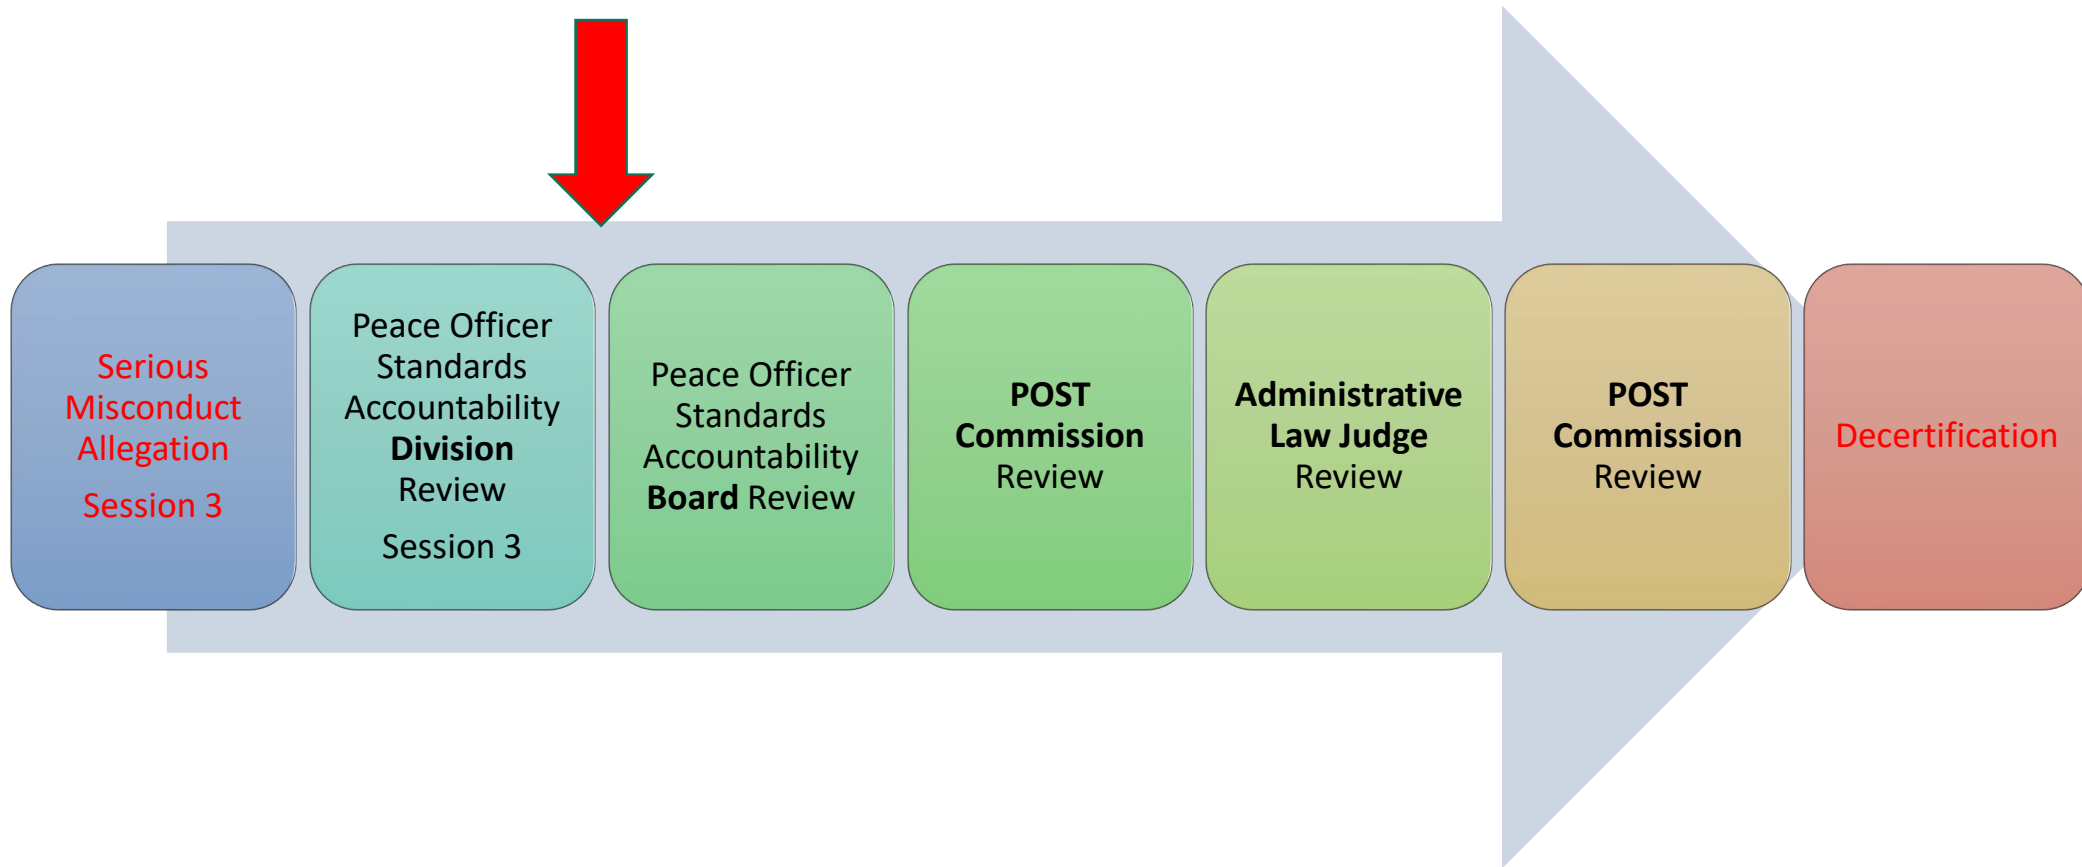 Serious
Misconduct
Allegation
Session 3
Peace Officer
Standards
Accountability
Division
Review
Session 3
Peace Officer
Standards
Accountability
Board Review
POST
Commission
Review
Administrative
Law Judge
Review
POST
Commission
Review
Decertification